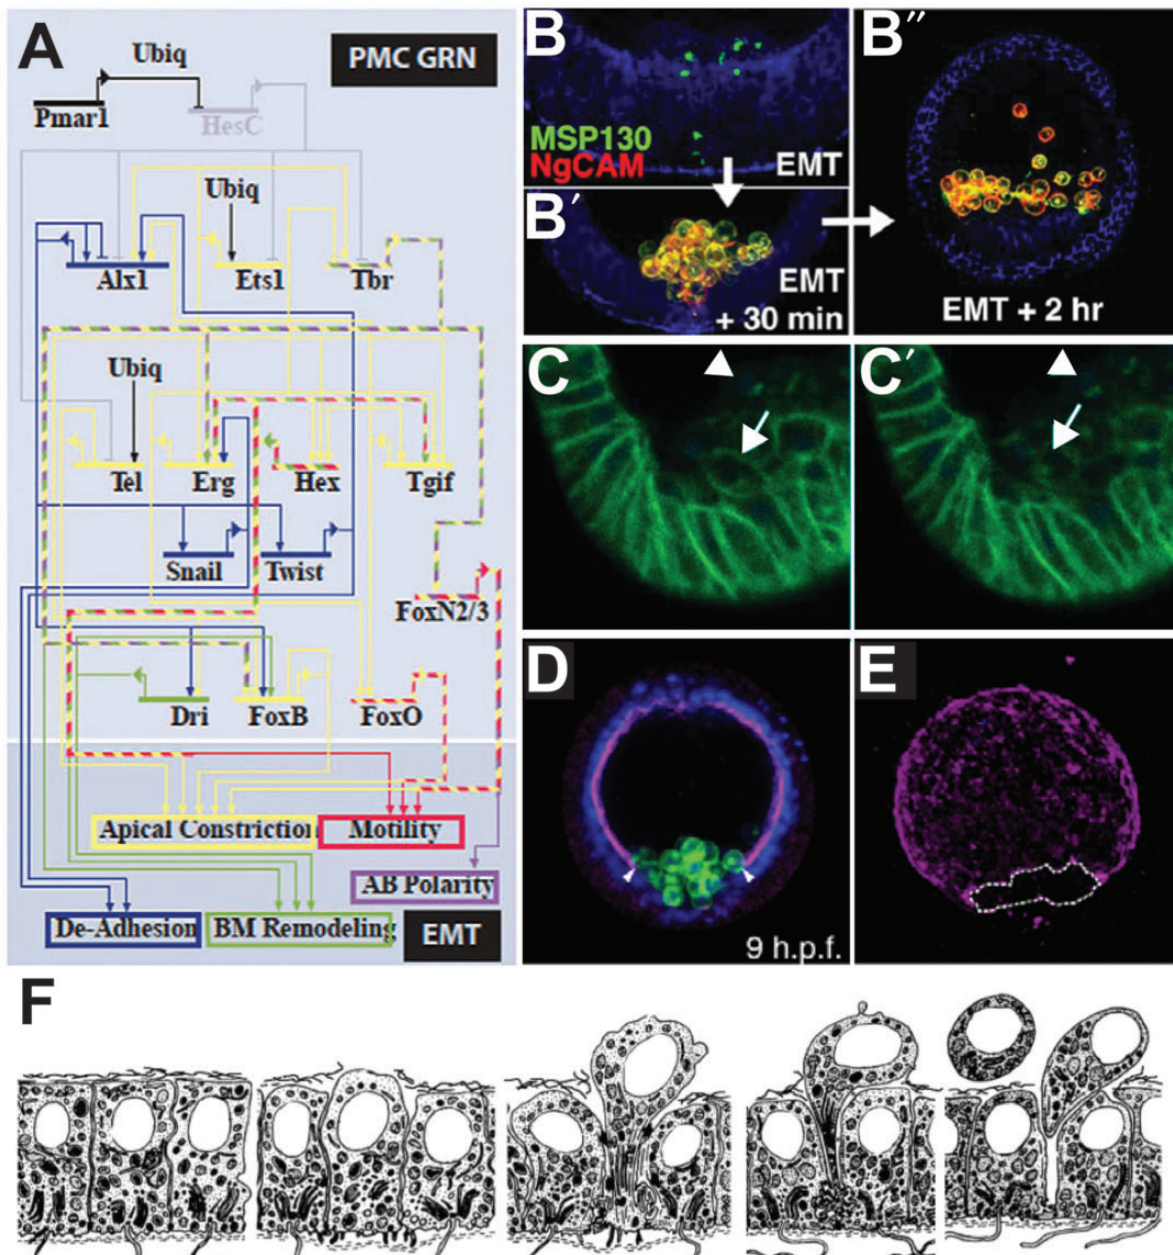 A
PMC GRN
Ubiq
Pmar1
HesC
Ubiq
Alx1
Ets1
Tbr
Ubiq
Tel
Erg
Hex
Tgif
Snail
Twist
FoxN2/3
Dri
FoxB
FoxO
Apical Constriction
Motility
AB Polarity
De-Adhesion
BM Remodeling
EMT
B
MSP130
NgCAM
EMT
B′
EMT
+ 30 min
B″
EMT + 2 hr
C
C′
D
9 h.p.f.
E
F